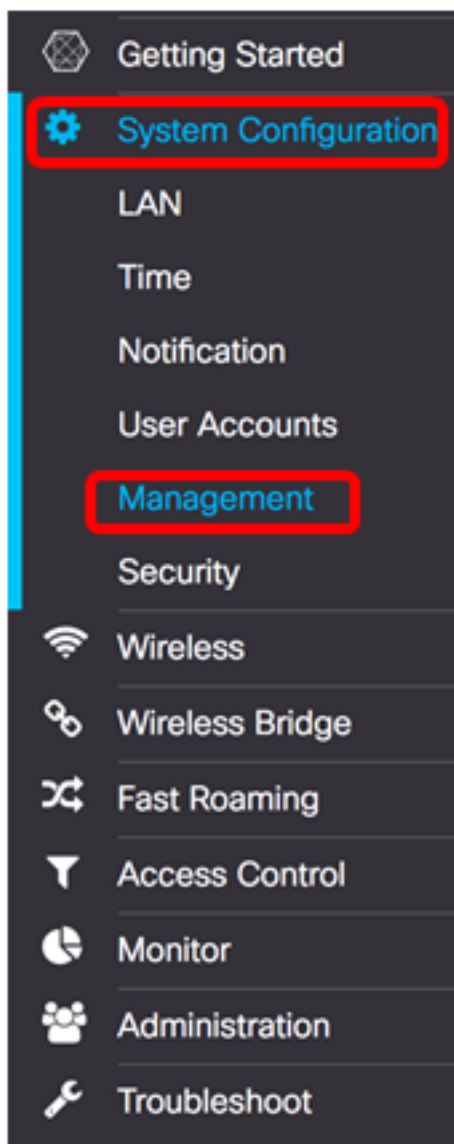 Getting Started
System Configuration
LAN
Time
Notification
User Accounts
Management
Security
Wireless
Wireless Bridge
Fast Roaming
Access Control
Monitor
Administration
Troubleshoot